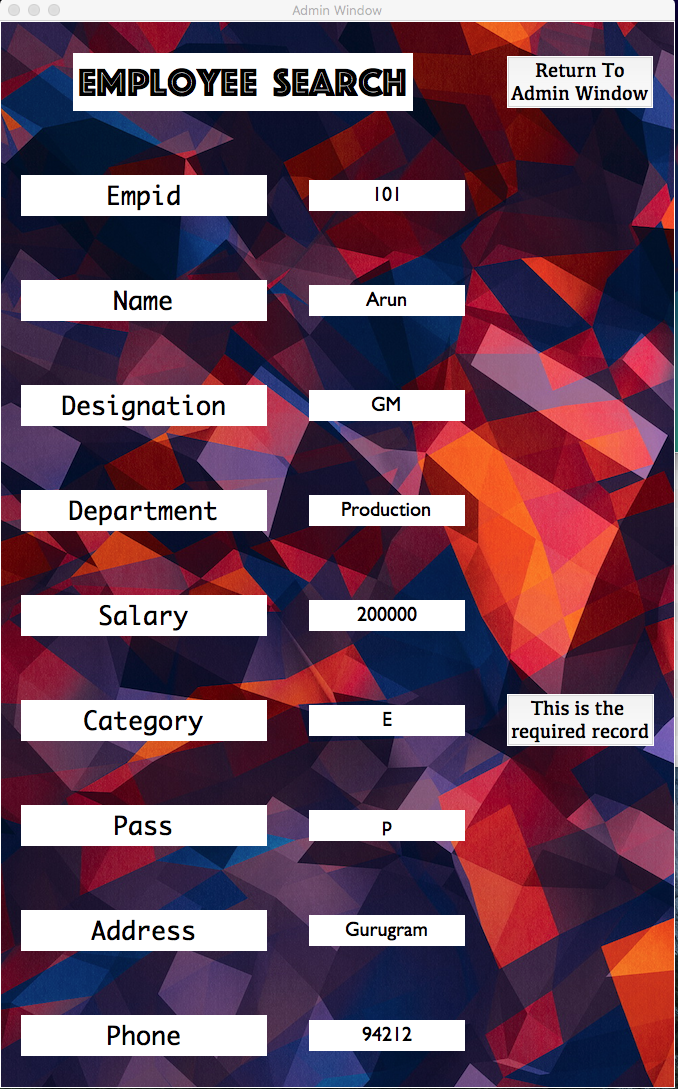 Admin Window
EMPLOYEE SEARCH
Return To
Admin Window
Empid
101
Name
Arun
Designation
GM
Department
Production
Salary
200000
Category
E
This is the
required record
Pass
P
Address
Gurugram
Phone
94212